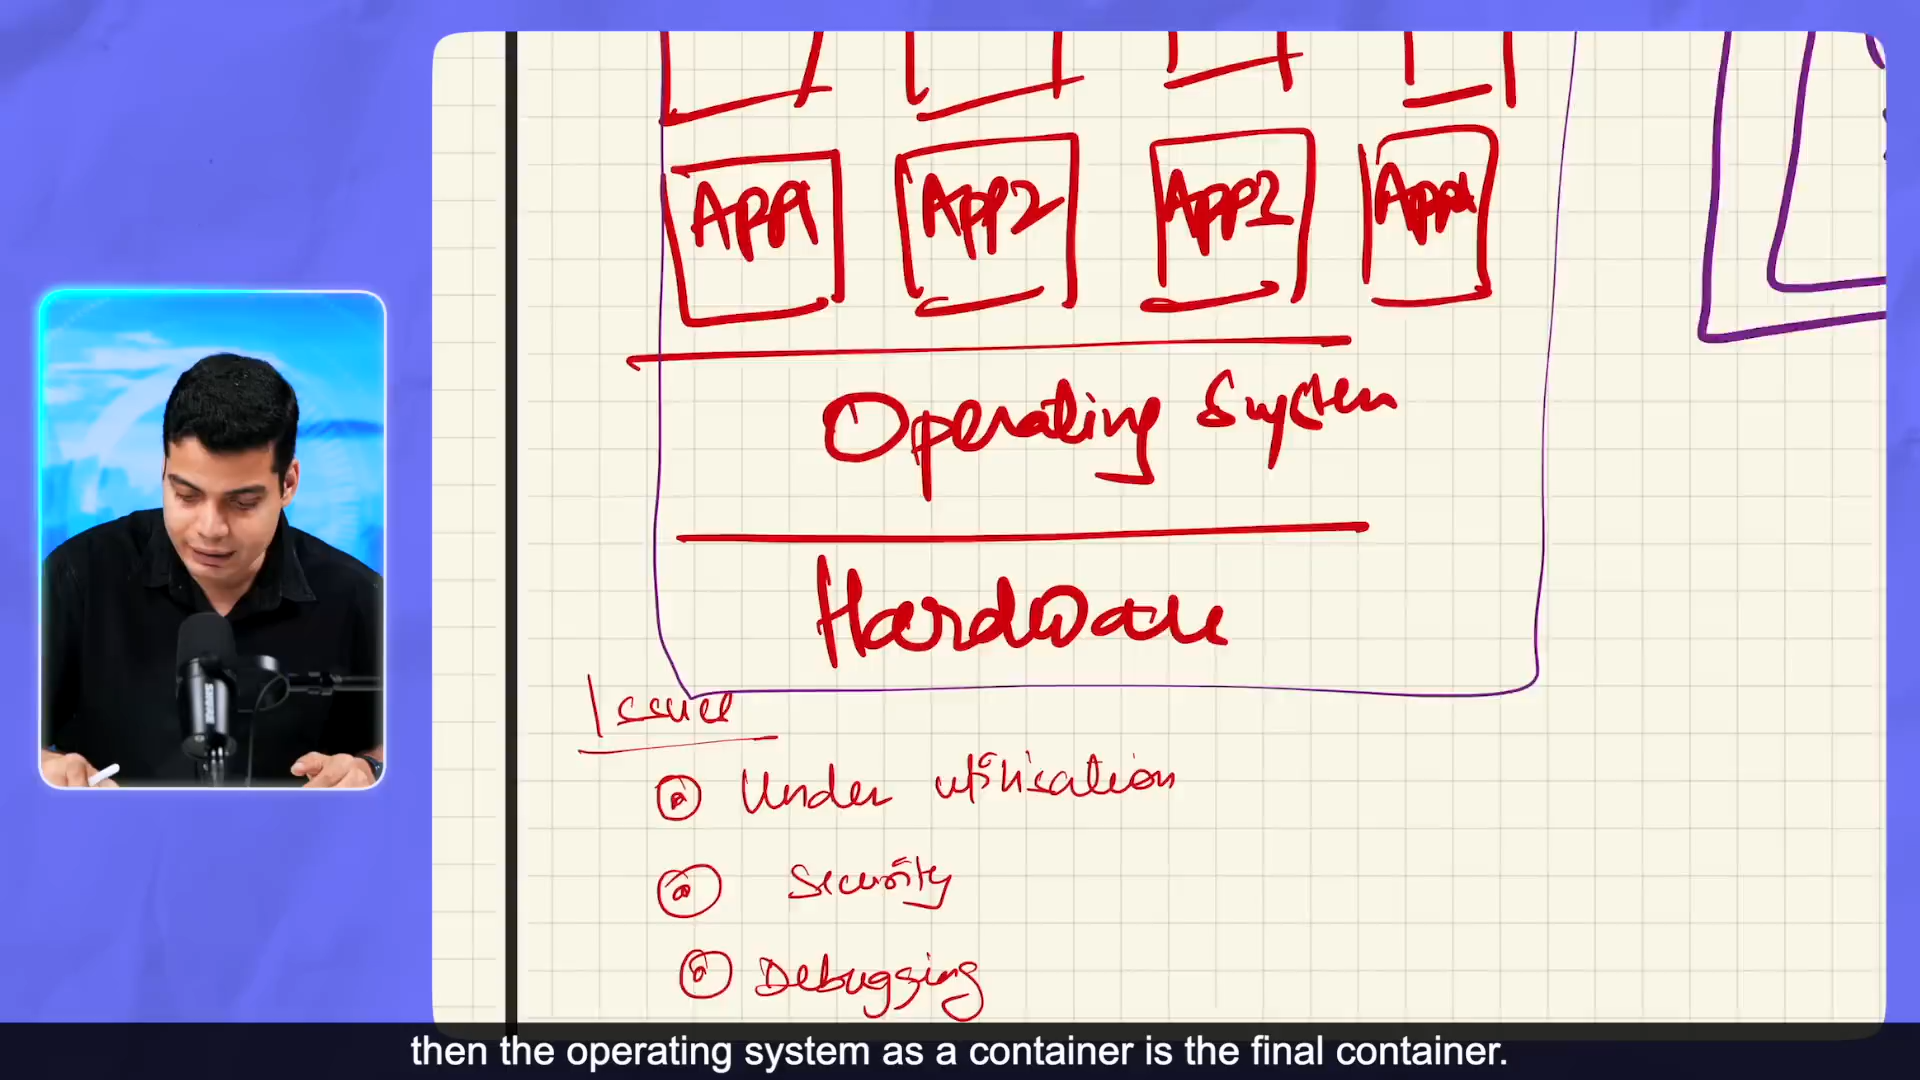 APP1 APP2 APP3 APP4
Operating System
Hardware
Issues
Under utilisation
Security
Debugging
then the operating system as a container is the final container.